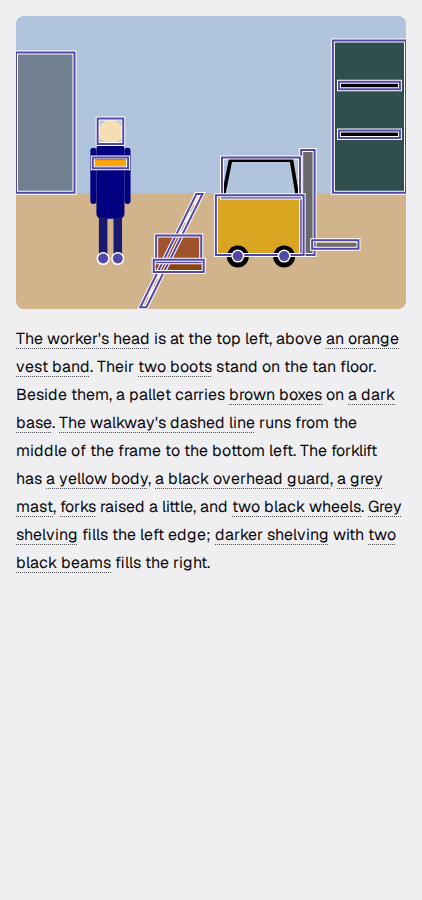 The worker's head is at the top left, above an orange
vest band. Their two boots stand on the tan floor.
Beside them, a pallet carries brown boxes on a dark
base. The walkway's dashed line runs from the
middle of the frame to the bottom left. The forklift
has a yellow body, a black overhead guard, a grey
mast, forks raised a little, and two black wheels. Grey
shelving fills the left edge; darker shelving with two
black beams fills the right.